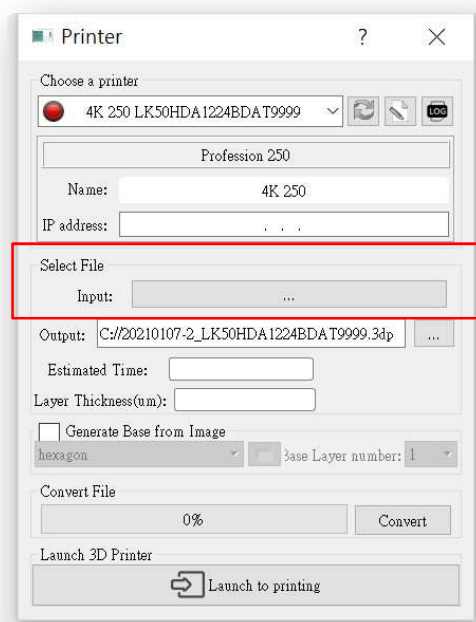 Printer ?
Choose a printer
4K 250 LK50HDA1224BDAT9999
LOG
Profession 250
Name: 4K 250
IP address: . . .
Select File
Input: ...
Output: C://20210107-2_LK50HDA1224BDAT9999.3dp ...
Estimated Time:
Layer Thickness(um):
Generate Base from Image
hexagon Base Layer number: 1
Convert File
0% Convert
Launch 3D Printer
Launch to printing